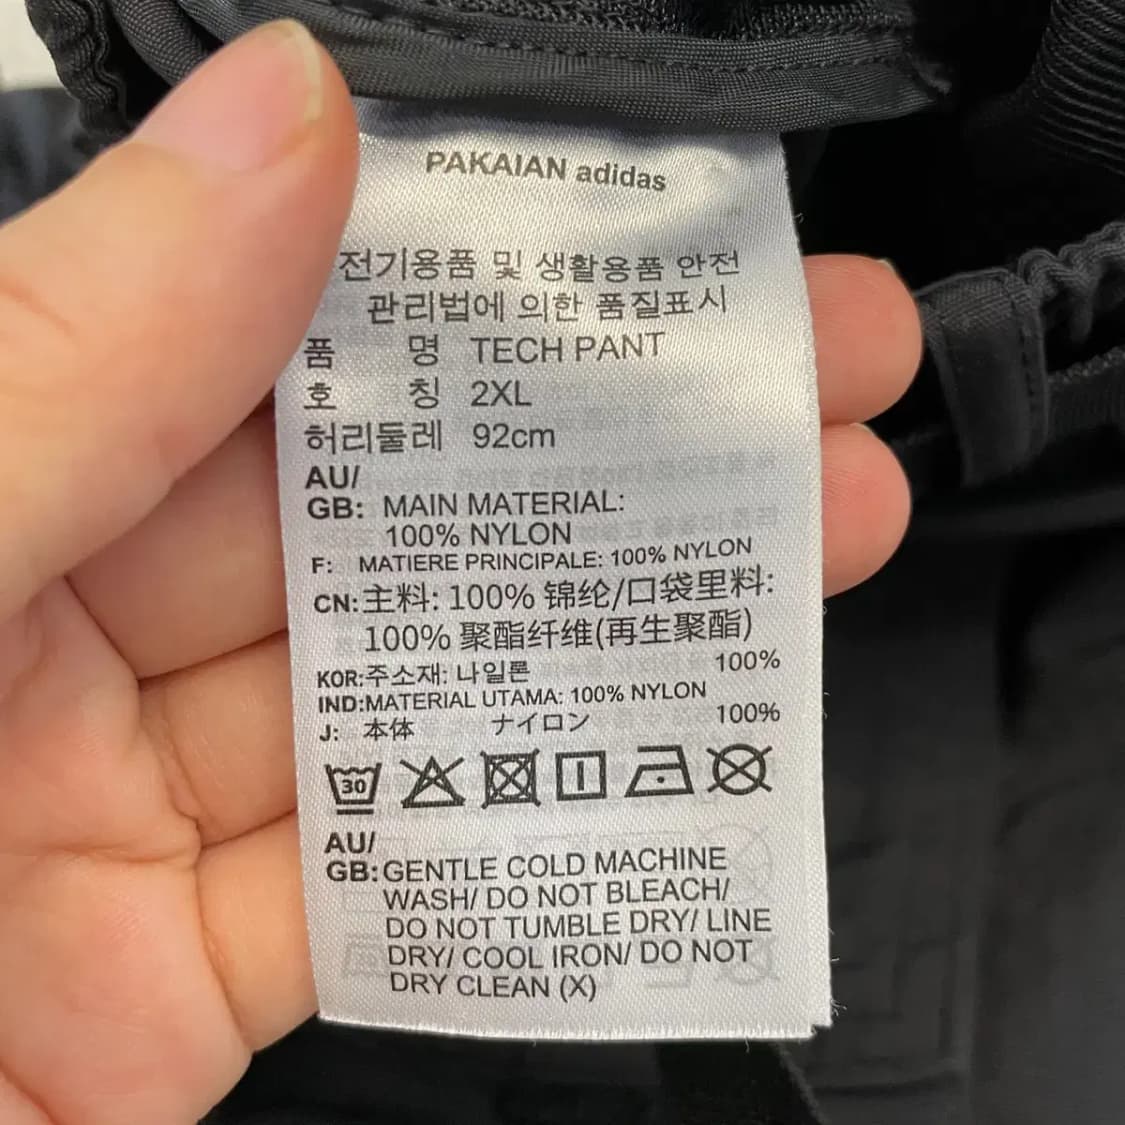 PAKAIAN adidas
전기용품 및 생활용품 안전
관리법에 의한 품질표시
품 명 TECH PANT
호 칭 2XL
허리둘레 92cm
AU/
GB: MAIN MATERIAL:
100% NYLON
F: MATIERE PRINCIPALE: 100% NYLON
CN:主料: 100% 锦纶/口袋里料:
100% 聚酯纤维(再生聚酯)
KOR:주소재: 나일론 100%
IND:MATERIAL UTAMA: 100% NYLON
J: 本体 ナイロン 100%
30
AU/
GB:GENTLE COLD MACHINE
WASH/ DO NOT BLEACH/
DO NOT TUMBLE DRY/ LINE
DRY/ COOL IRON/ DO NOT
DRY CLEAN (X)